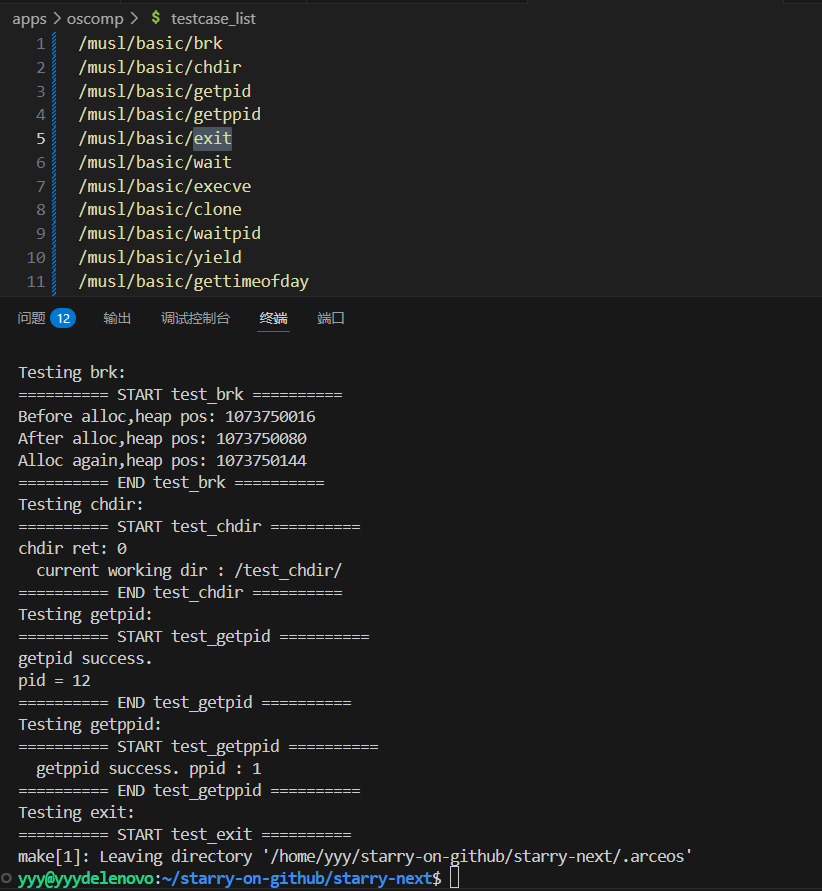 apps > oscomp > $ testcase_list
1 /musl/basic/brk
2 /musl/basic/chdir
3 /musl/basic/getpid
4 /musl/basic/getppid
5 /musl/basic/exit
6 /musl/basic/wait
7 /musl/basic/execve
8 /musl/basic/clone
9 /musl/basic/waitpid
10 /musl/basic/yield
11 /musl/basic/gettimeofday
问题 12 输出 调试控制台 终端 端口
Testing brk:
========== START test_brk ==========
Before alloc,heap pos: 1073750016
After alloc,heap pos: 1073750080
Alloc again,heap pos: 1073750144
========== END test_brk ==========
Testing chdir:
========== START test_chdir ==========
chdir ret: 0
  current working dir : /test_chdir/
========== END test_chdir ==========
Testing getpid:
========== START test_getpid ==========
getpid success.
pid = 12
========== END test_getpid ==========
Testing getppid:
========== START test_getppid ==========
  getppid success. ppid : 1
========== END test_getppid ==========
Testing exit:
========== START test_exit ==========
make[1]: Leaving directory '/home/yyy/starry-on-github/starry-next/.arceos'
yyy@yyydelenovo:~/starry-on-github/starry-next$